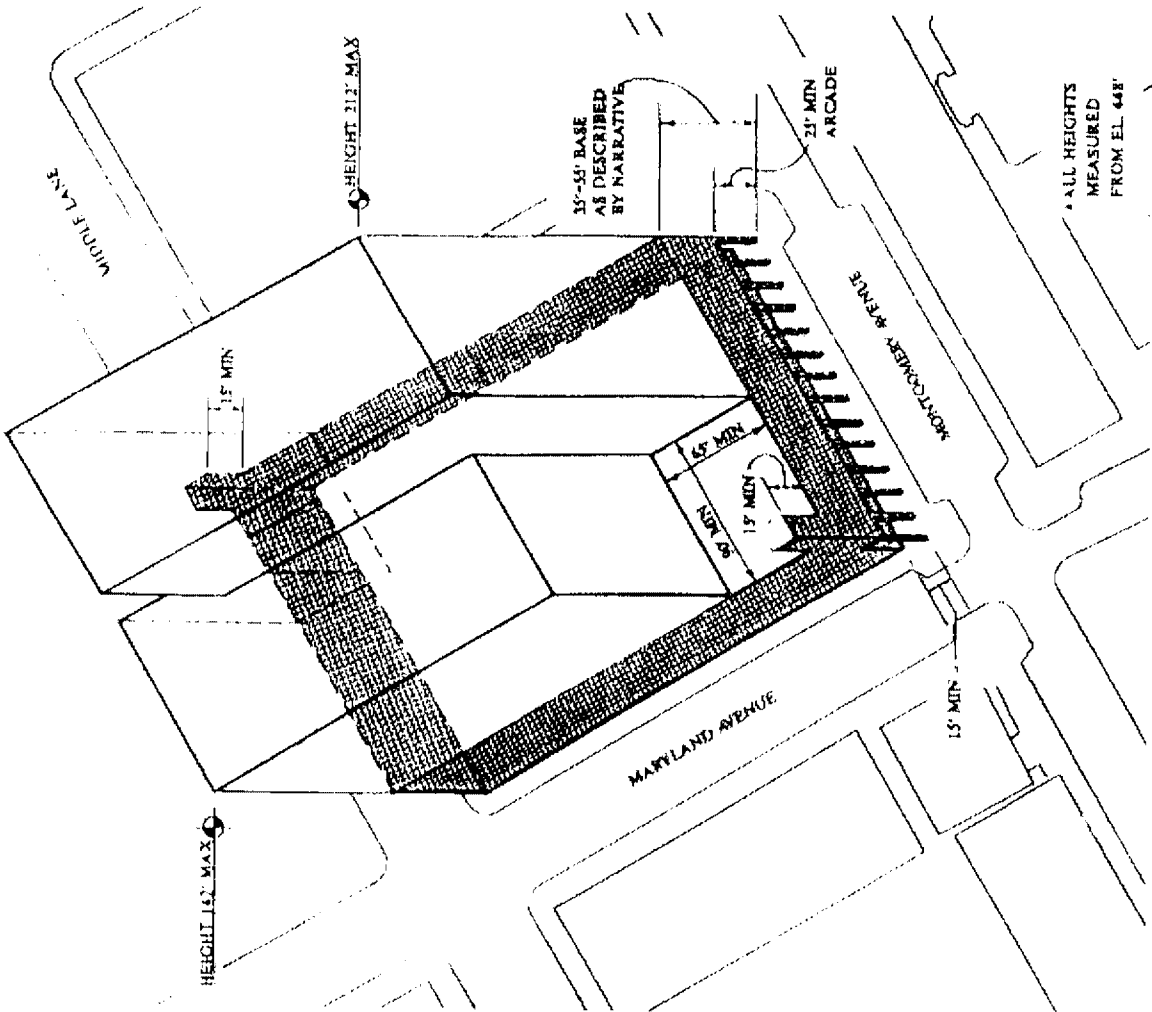 MIDDLE LANE
HEIGHT 212' MAX
15' MIN
35'-55' BASE
AS DESCRIBED
BY NARRATIVE
25' MIN
ARCADE
* ALL HEIGHTS
MEASURED
FROM EL. 448'
MONTGOMERY AVENUE
65' MIN
80' MIN
15' MIN
15' MIN
MARYLAND AVENUE
HEIGHT 142' MAX